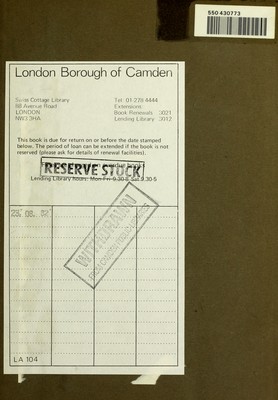 550 430773
London Borough of Camden
Swiss Cottage Library
88 Avenue Road
LONDON
NW3 3HA
Tel: 01 278 4444
Extensions
Book Renewals 3021
Lending Library 3012
This book is due for return on or before the date stamped
below. The period of loan can be extended if the book is not
reserved (please ask for details of renewal facilities).
RESERVE STOCK
Lending Library hours: Mon-Fri 9.30-8 Sat 9.30-5
WITHDRAWN
FROM CAMDEN PUBLIC LIBRARIES
LA 104